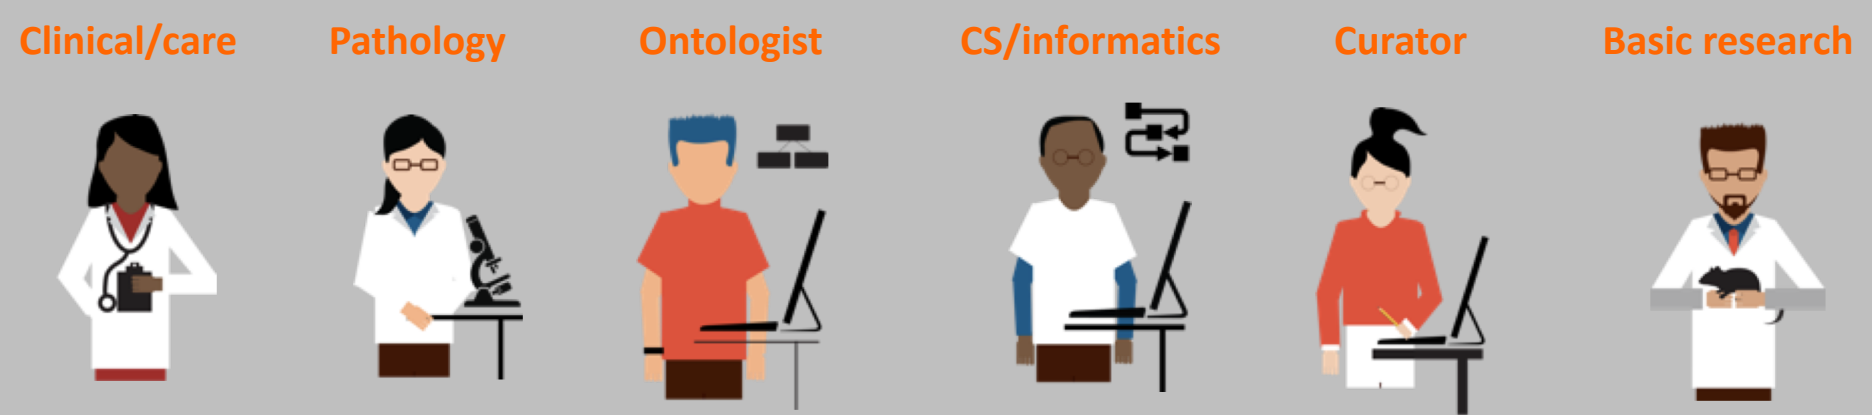 Clinical/care
Pathology
Ontologist
CS/informatics
Curator
Basic research